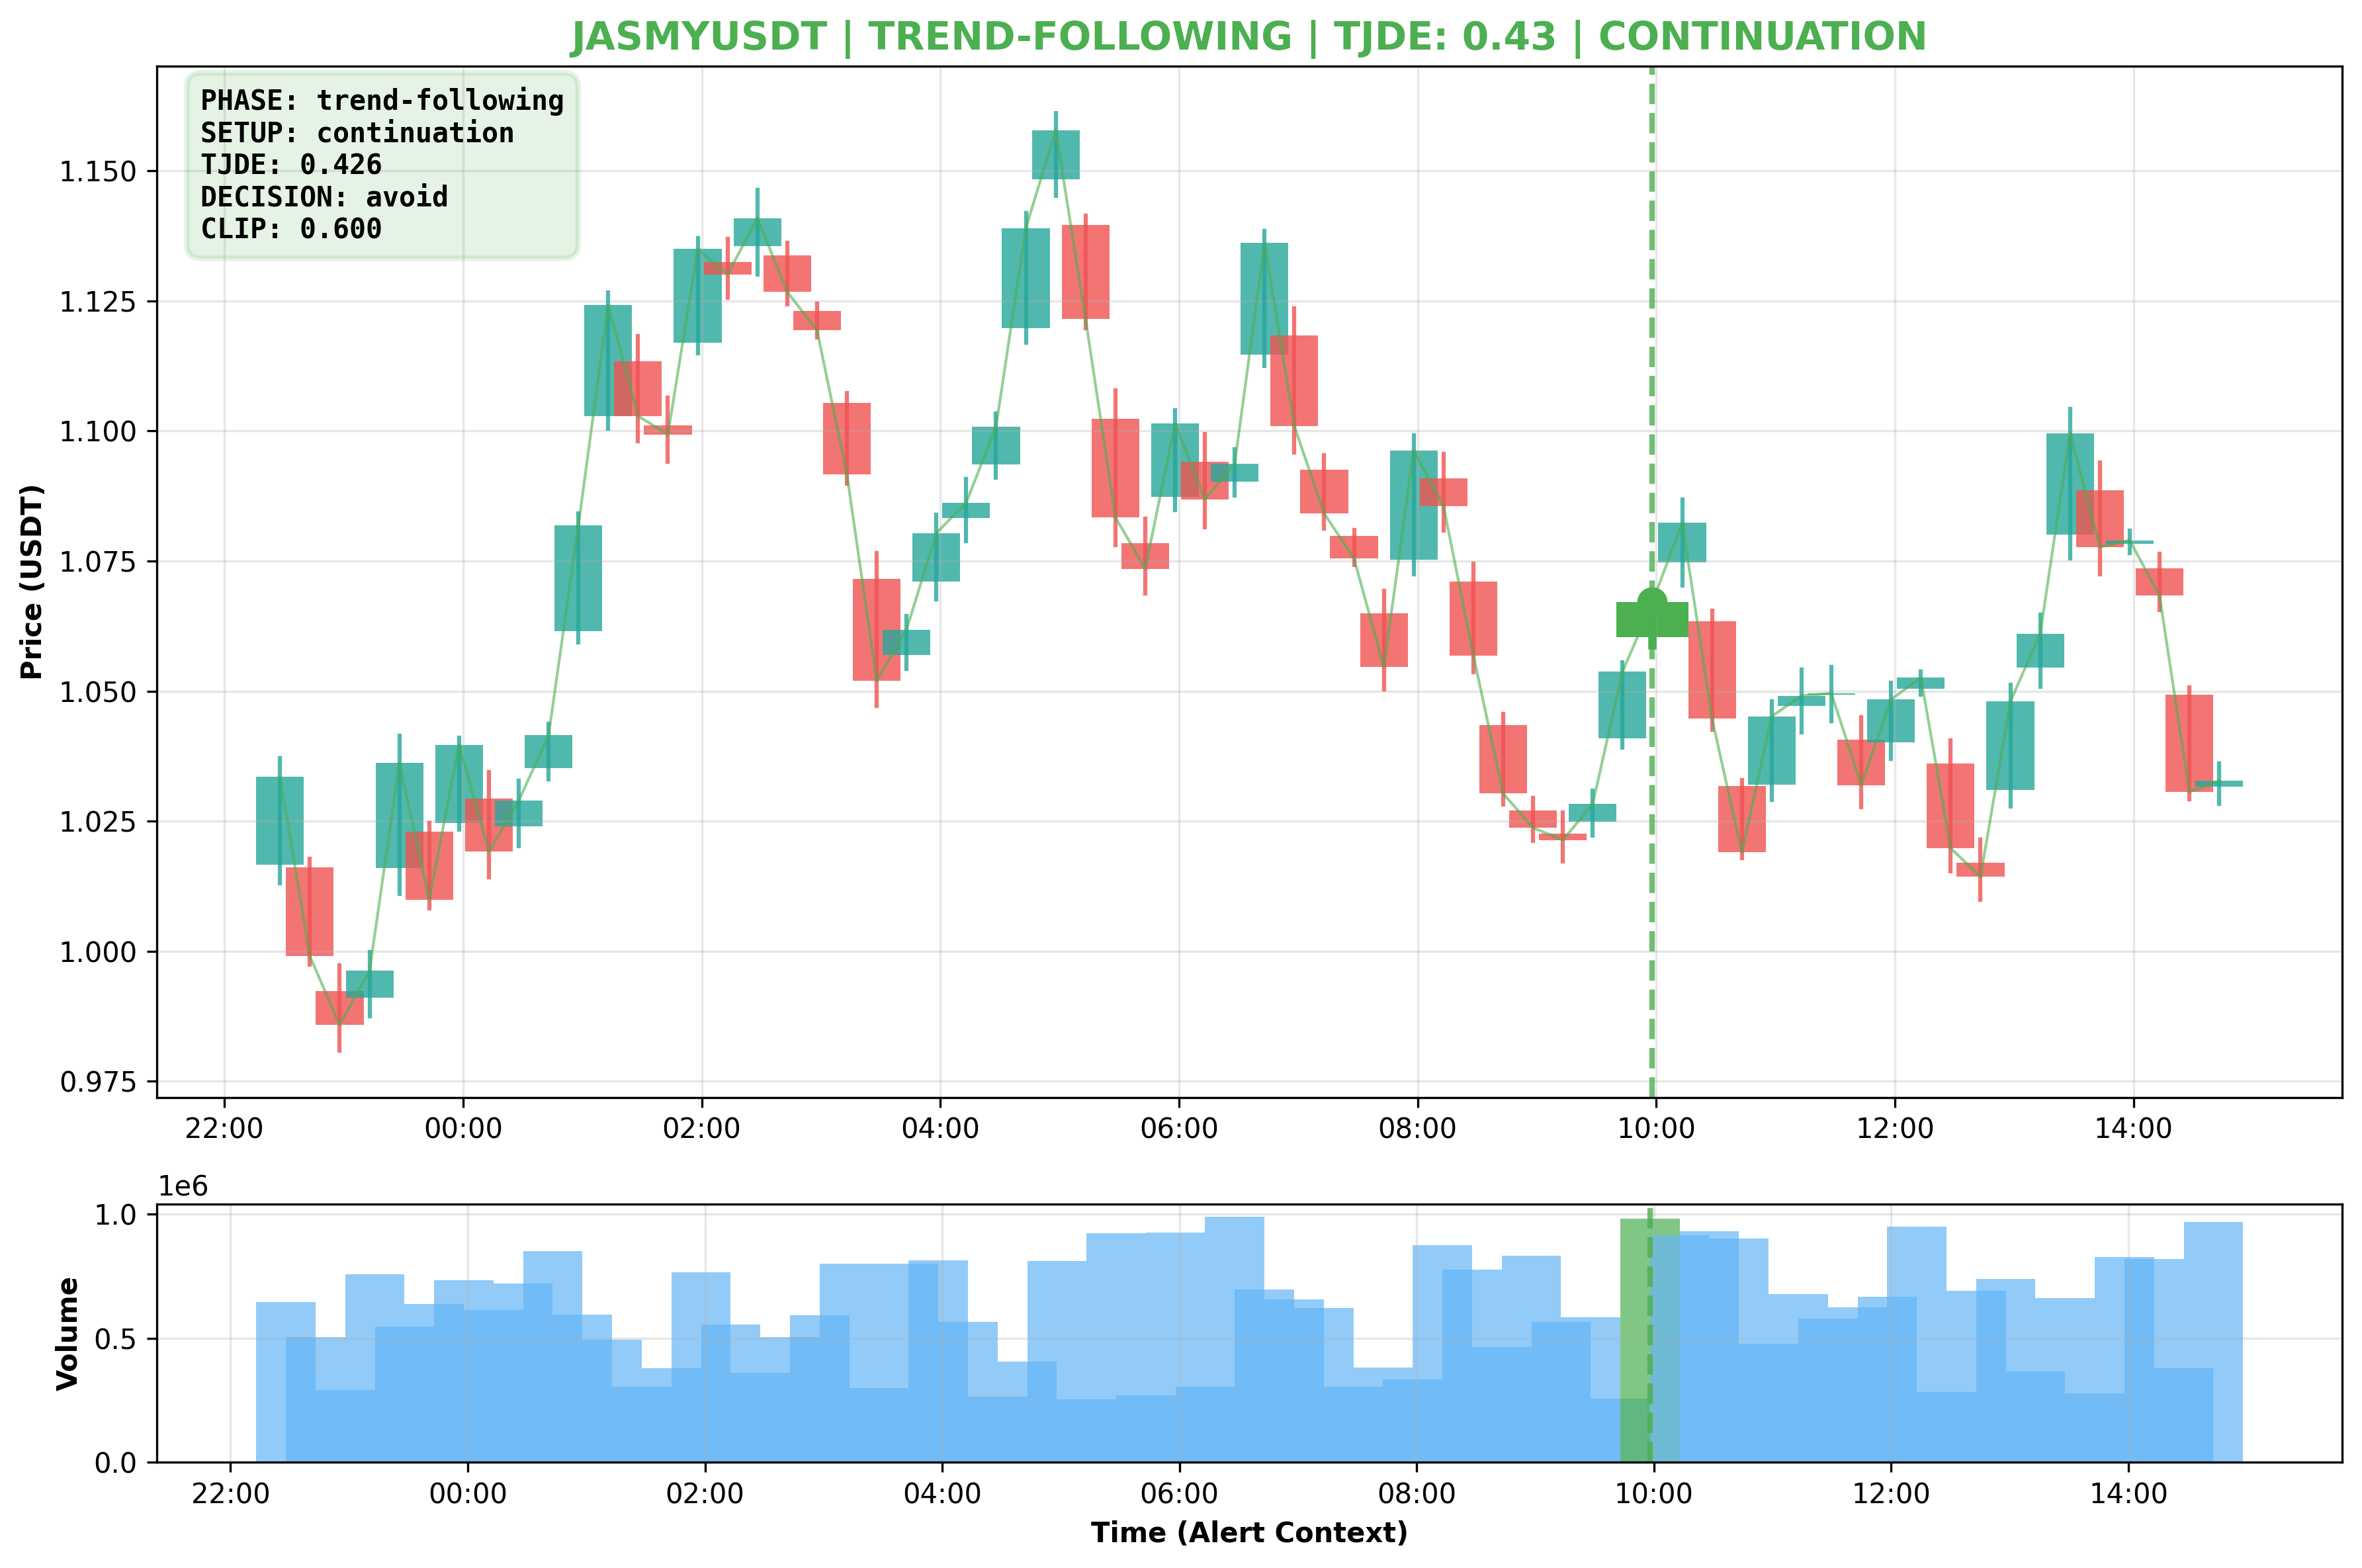 JASMYUSDT | TREND-FOLLOWING | TJDE: 0.43 | CONTINUATION
PHASE: trend-following
SETUP: continuation
TJDE: 0.426
DECISION: avoid
CLIP: 0.600
Price (USDT)
1.150
1.125
1.100
1.075
1.050
1.025
1.000
0.975
22:00 00:00 02:00 04:00 06:00 08:00 10:00 12:00 14:00
1e6
Volume
1.0
0.5
0.0
22:00 00:00 02:00 04:00 06:00 08:00 10:00 12:00 14:00
Time (Alert Context)